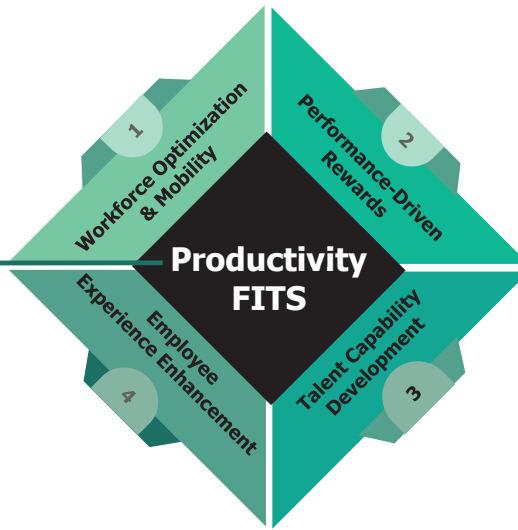 1
Workforce Optimization
& Mobility
2
Performance-Driven
Rewards
Productivity
FITS
3
Talent Capability
Development
4
Employee
Experience Enhancement